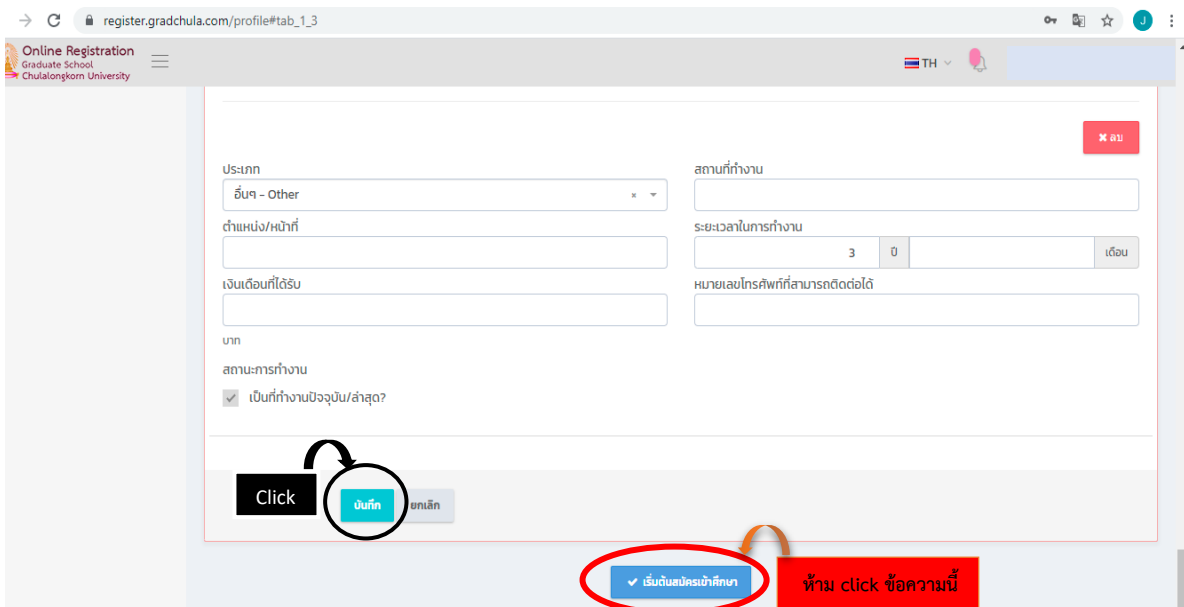 register.gradchula.com/profile#tab_1_3
J
Online Registration
Graduate School
Chulalongkorn University
TH
ลบ
ประเภท
สถานที่ทำงาน
อื่นๆ - Other
ตำแหน่ง/หน้าที่
ระยะเวลาในการทำงาน
3 ปี เดือน
เงินเดือนที่ได้รับ
หมายเลขโทรศัพท์ที่สามารถติดต่อได้
บาท
สถานะการทำงาน
เป็นที่ทำงานปัจจุบัน/ล่าสุด?
Click
บันทึก
ยกเลิก
เริ่มต้นสมัครเข้าศึกษา
ห้าม click ข้อความนี้